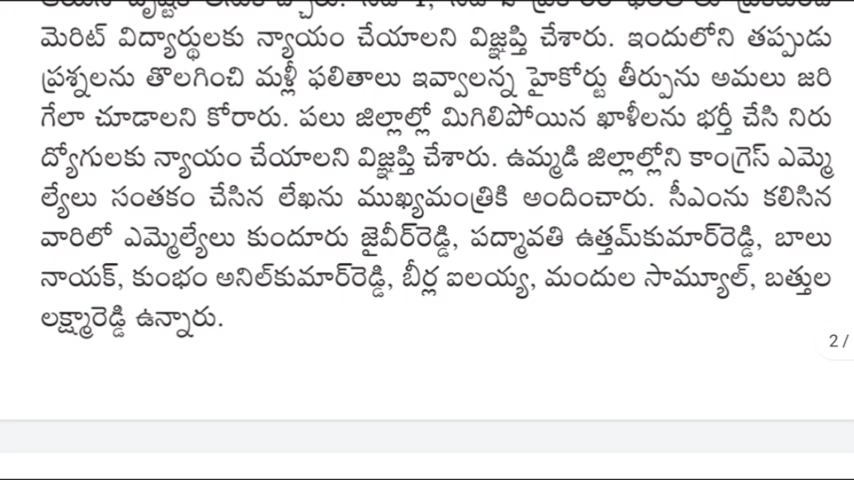 మెరిట్ విద్యార్థులకు న్యాయం చేయాలని విజ్ఞప్తి చేశారు. ఇందులోని తప్పుడు
ప్రశ్నలను తొలగించి మళ్లీ ఫలితాలు ఇవ్వాలన్న హైకోర్టు తీర్పును అమలు జరి
గేలా చూడాలని కోరారు. పలు జిల్లాల్లో మిగిలిపోయిన ఖాళీలను భర్తీ చేసి నిరు
ద్యోగులకు న్యాయం చేయాలని విజ్ఞప్తి చేశారు. ఉమ్మడి జిల్లాల్లోని కాంగ్రెస్ ఎమ్మె
ల్యేలు సంతకం చేసిన లేఖను ముఖ్యమంత్రికి అందించారు. సీఎంను కలిసిన
వారిలో ఎమ్మెల్యేలు కుందూరు జైవీర్‌రెడ్డి, పద్మావతి ఉత్తమ్‌కుమార్‌రెడ్డి, బాలు
నాయక్, కుంభం అనిల్‌కుమార్‌రెడ్డి, బీర్ల ఐలయ్య, మందుల సామ్యూల్, బత్తుల
లక్ష్మారెడ్డి ఉన్నారు.
2 /